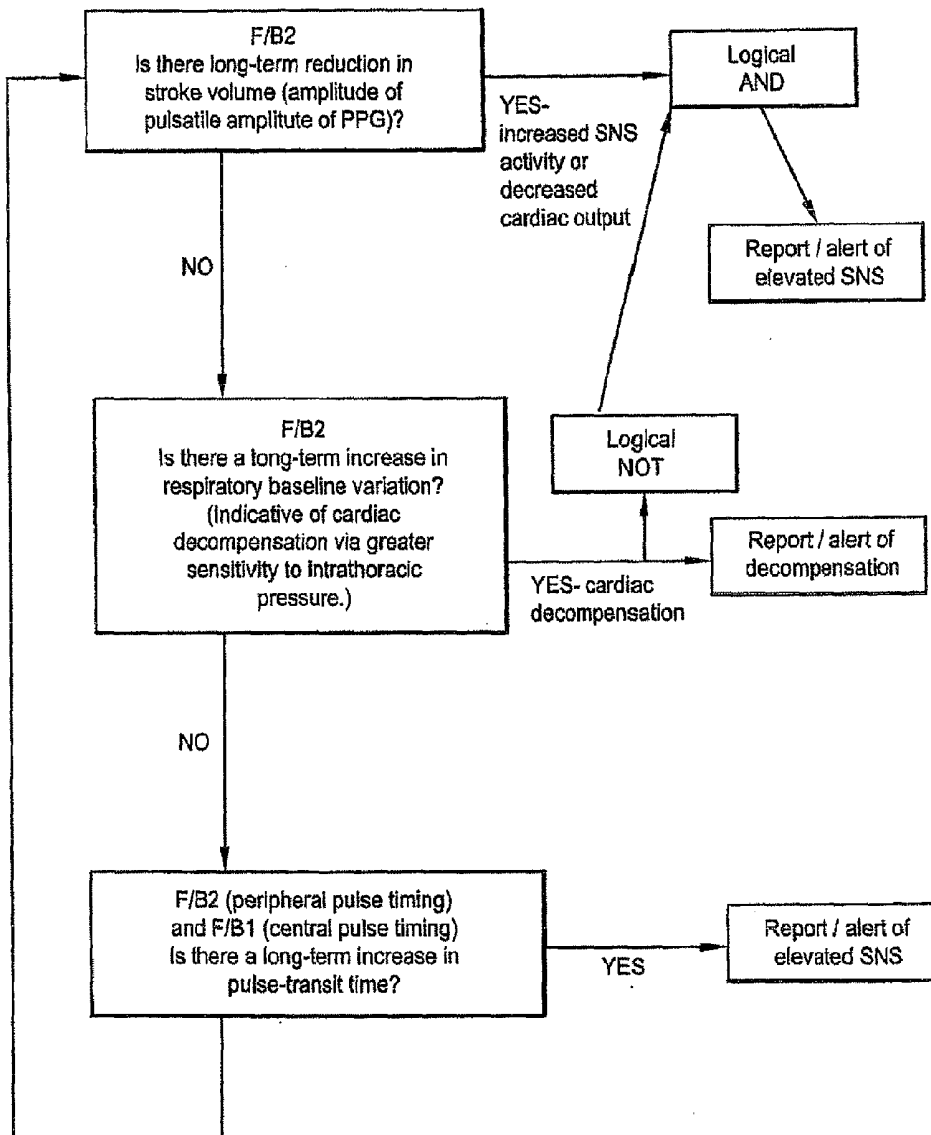 F/B2
Is there long-term reduction in
stroke volume (amplitude of
pulsatile amplitude of PPG)?
Logical
AND
YES-
increased SNS
activity or
decreased
cardiac output
Report / alert of
elevated SNS
NO
F/B2
Is there a long-term increase in
respiratory baseline variation?
(Indicative of cardiac
decompensation via greater
sensitivity to intrathoracic
pressure.)
Logical
NOT
Report / alert of
decompensation
YES- cardiac
decompensation
NO
F/B2 (peripheral pulse timing)
and F/B1 (central pulse timing)
Is there a long-term increase in
pulse-transit time?
YES
Report / alert of
elevated SNS